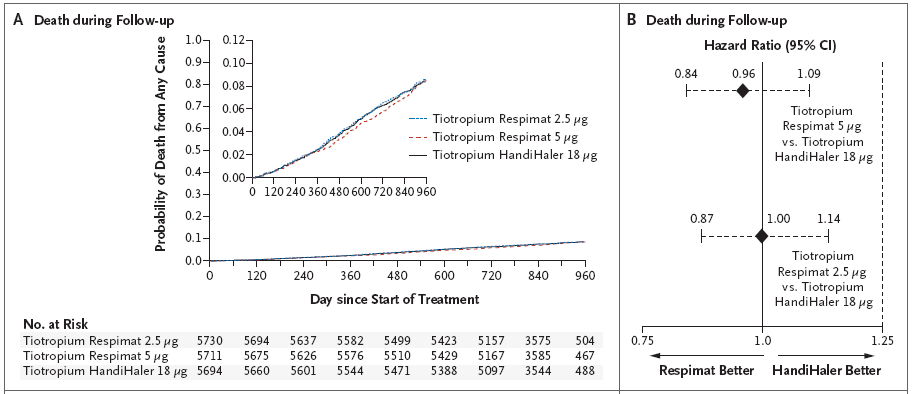 A Death during Follow-up
Probability of Death from Any Cause
1.0
0.9
0.8
0.7
0.6
0.5
0.4
0.3
0.2
0.1
0.0
0.12
0.10
0.08
0.06
0.04
0.02
0.00
0 120 240 360 480 600 720 840 960
Tiotropium Respimat 2.5 µg
Tiotropium Respimat 5 µg
Tiotropium HandiHaler 18 µg
0 120 240 360 480 600 720 840 960
Day since Start of Treatment
No. at Risk
Tiotropium Respimat 2.5 µg 5730 5694 5637 5582 5499 5423 5157 3575 504
Tiotropium Respimat 5 µg 5711 5675 5626 5576 5510 5429 5167 3585 467
Tiotropium HandiHaler 18 µg 5694 5660 5601 5544 5471 5388 5097 3544 488
B Death during Follow-up
Hazard Ratio (95% CI)
0.84 0.96 1.09
Tiotropium
Respimat 5 µg
vs. Tiotropium
HandiHaler 18 µg
0.87 1.00 1.14
Tiotropium
Respimat 2.5 µg
vs. Tiotropium
HandiHaler 18 µg
0.75 1.0 1.25
Respimat Better HandiHaler Better